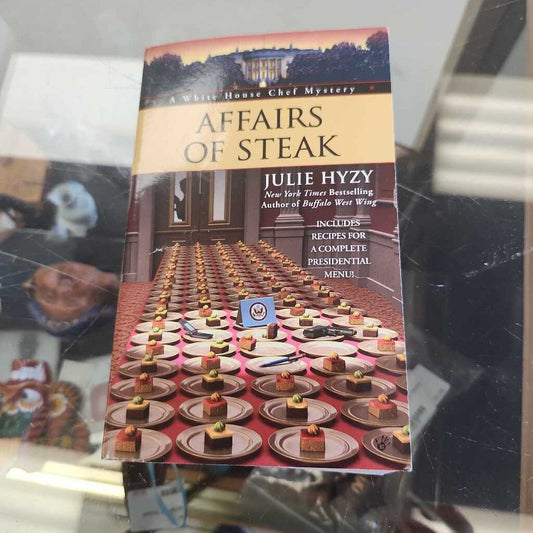 A White House Chef Mystery
AFFAIRS
OF STEAK
JULIE HYZY
New York Times Bestselling
Author of Buffalo West Wing
INCLUDES
RECIPES FOR
A COMPLETE
PRESIDENTIAL
MENU!